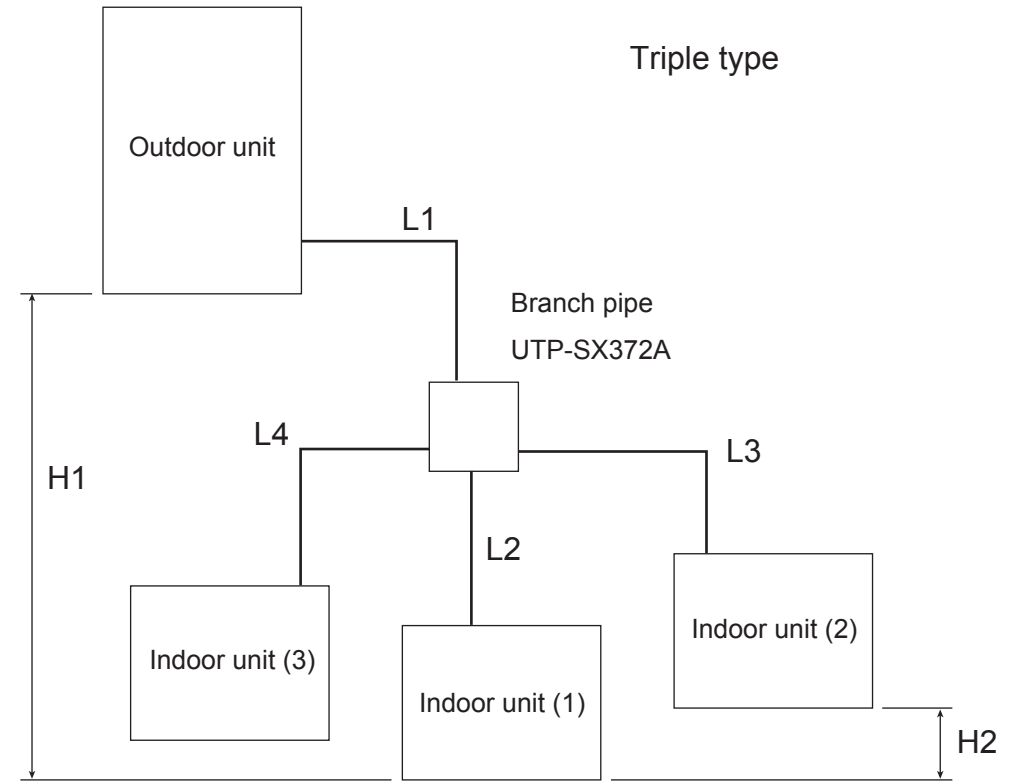 Triple type
Outdoor unit
L1
Branch pipe
UTP-SX372A
L4
L3
H1
L2
Indoor unit (2)
Indoor unit (3)
Indoor unit (1)
H2